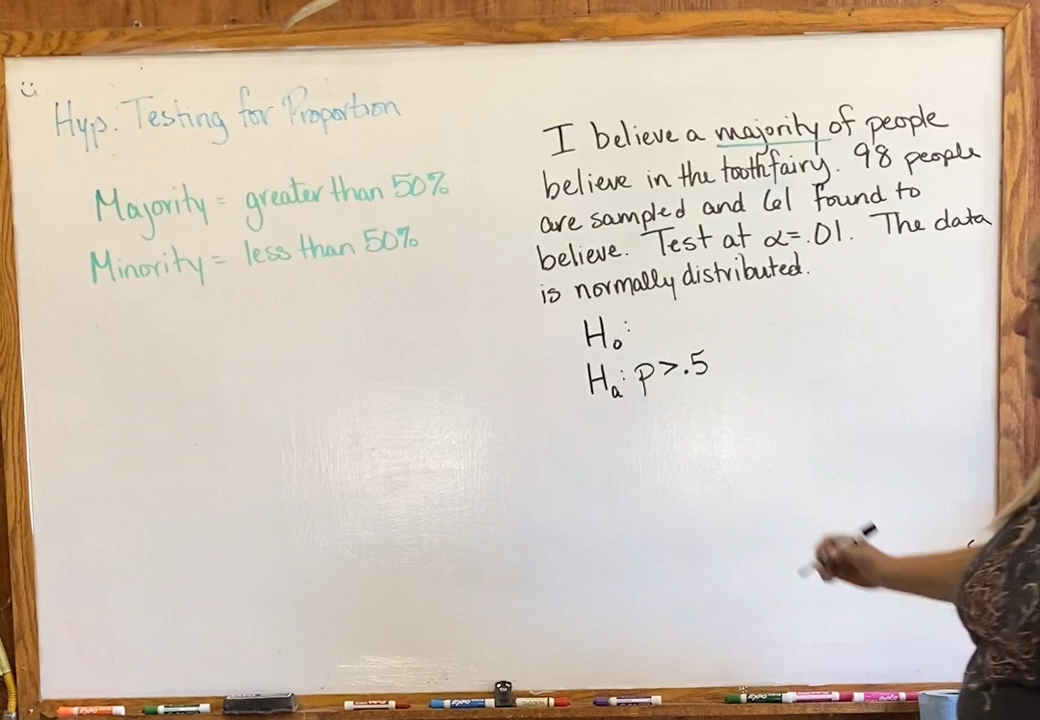 Hyp. Testing for Proportion
Majority = greater than 50%
Minority = less than 50%
I believe a majority of people
believe in the toothfairy. 98 people
are sampled and 61 found to
believe. Test at α=.01. The data
is normally distributed.
H₀:
Hₐ: p>.5